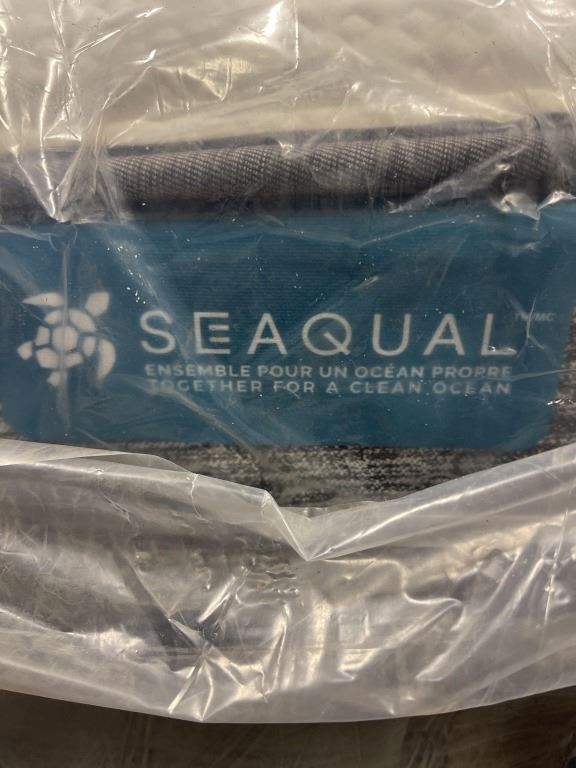 SEAQUAL TM/MC
ENSEMBLE POUR UN OCÉAN PROPRE
TOGETHER FOR A CLEAN OCEAN